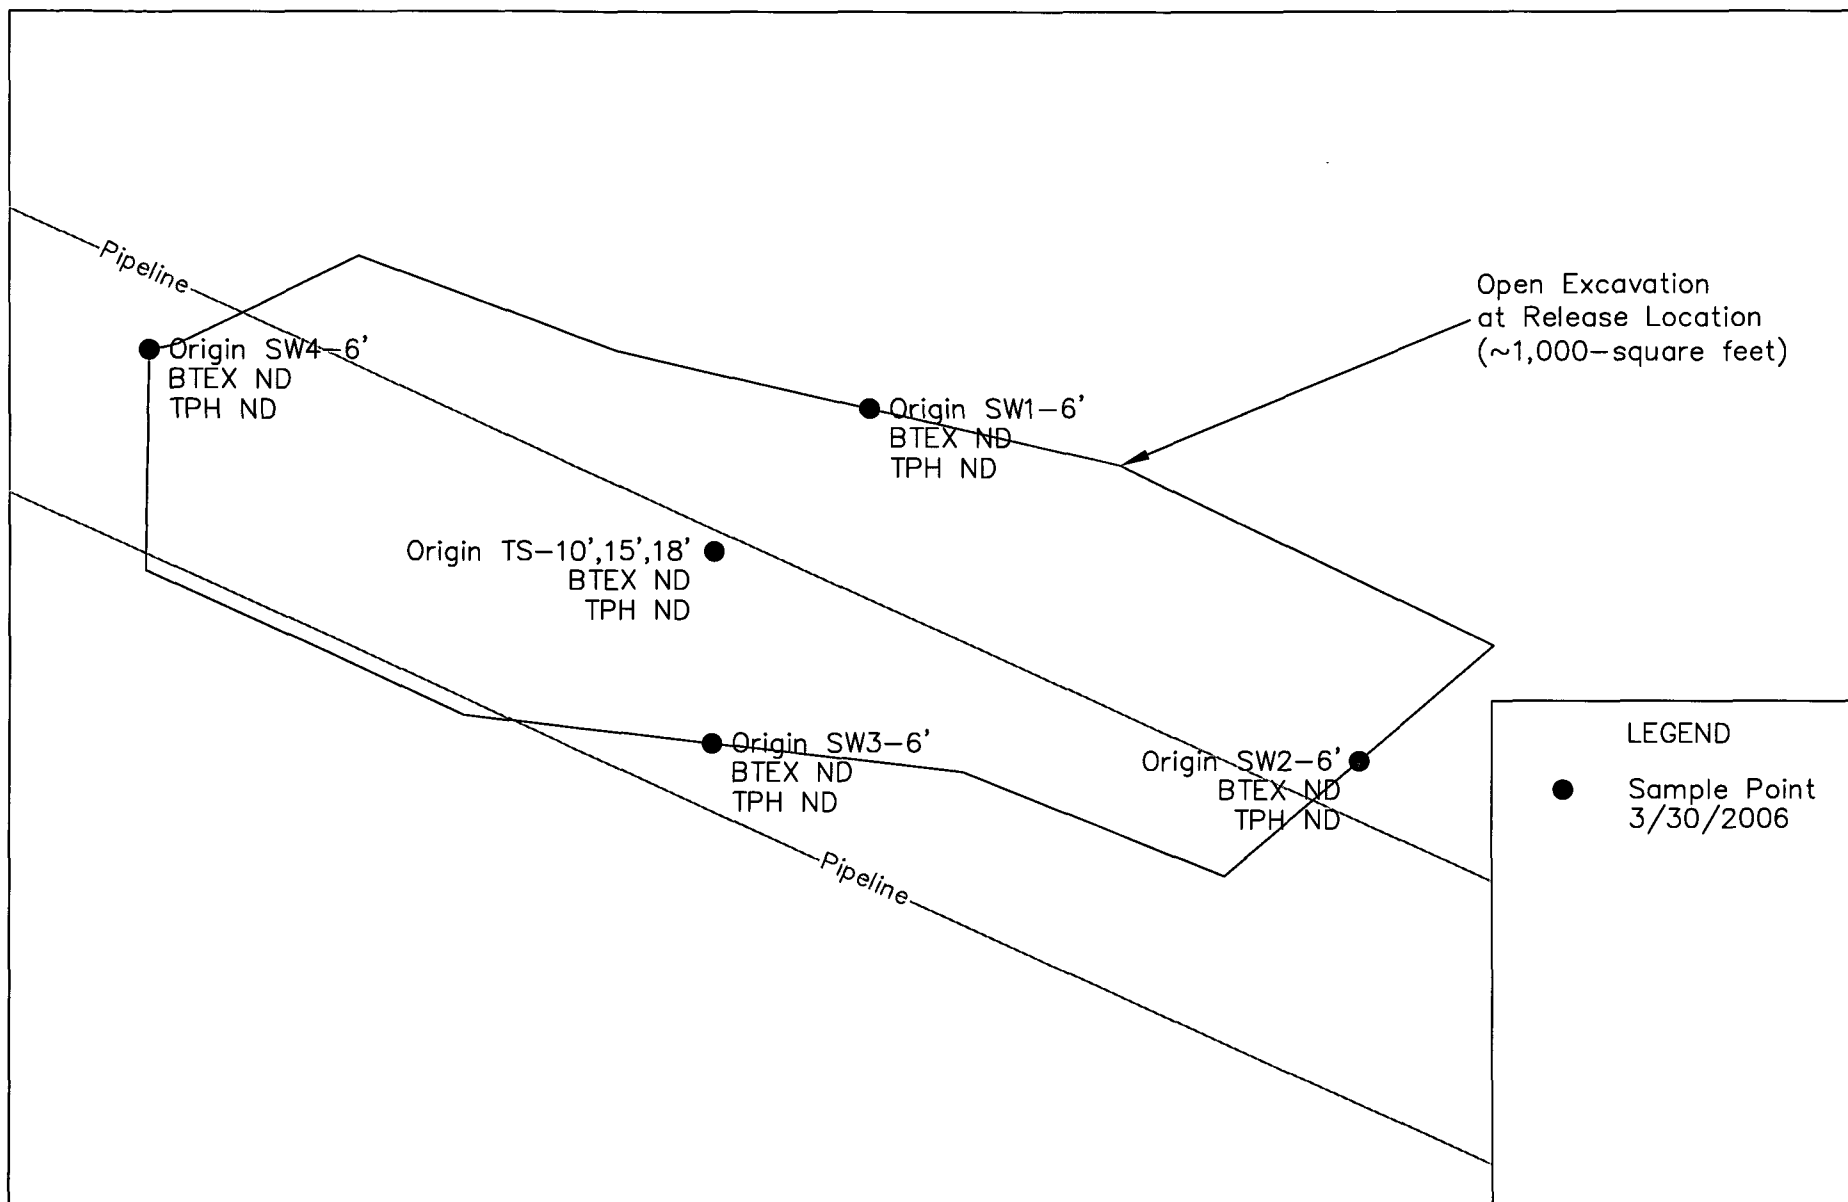 Pipeline
Open Excavation
at Release Location
(~1,000-square feet)
Origin SW4-6'
BTEX ND
TPH ND
Origin SW1-6'
BTEX ND
TPH ND
Origin TS-10',15',18'
BTEX ND
TPH ND
Origin SW3-6'
BTEX ND
TPH ND
Origin SW2-6'
BTEX ND
TPH ND
Pipeline
LEGEND
Sample Point
3/30/2006